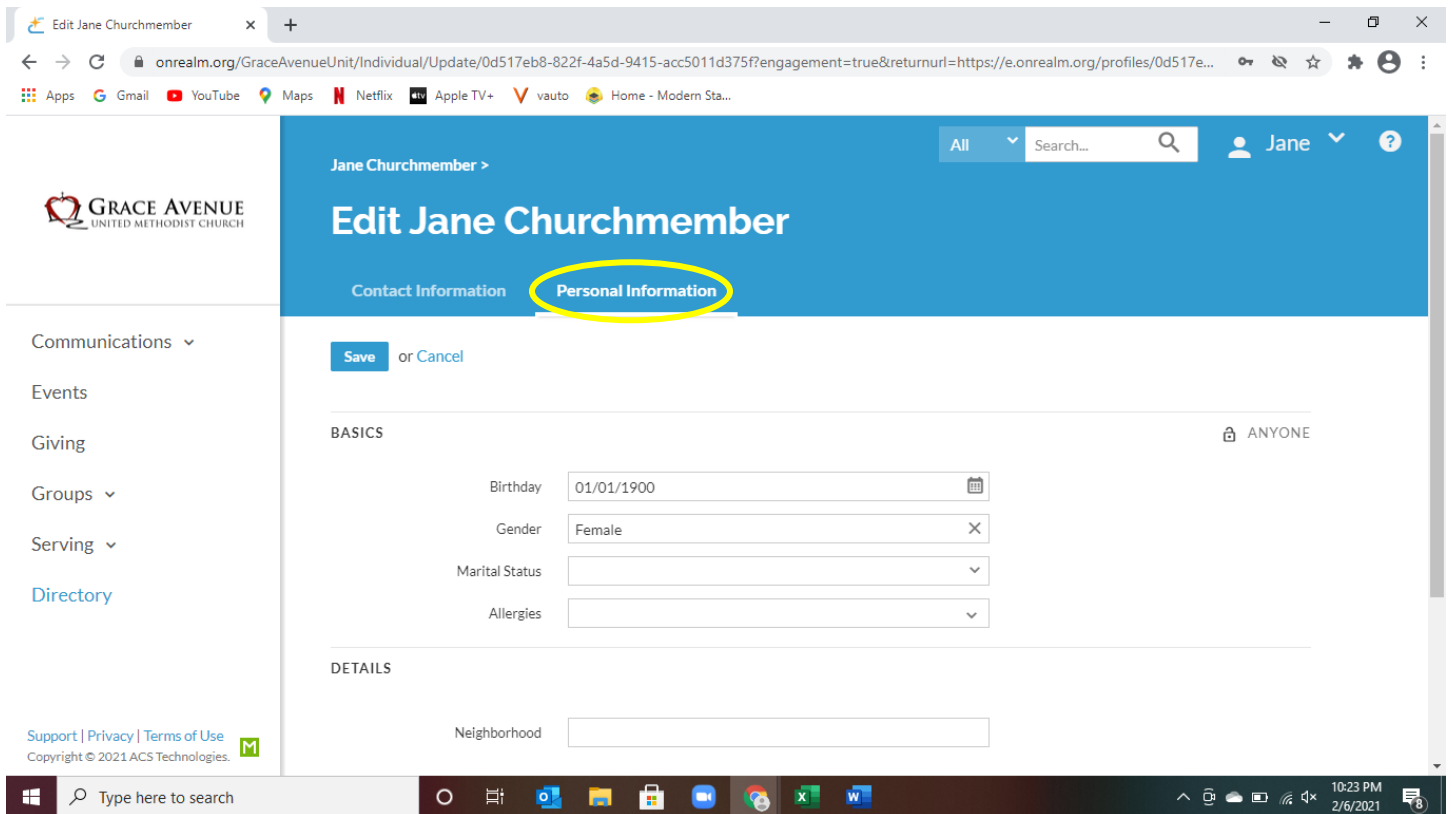 Edit Jane Churchmember
onrealm.org/GraceAvenueUnit/Individual/Update/0d517eb8-822f-4a5d-9415-acc5011d375f?engagement=true&returnurl=https://e.onrealm.org/profiles/0d517e...
Apps Gmail YouTube Maps Netflix Apple TV+ vauto Home - Modern Sta...
All Search... Jane ?
Jane Churchmember >
GRACE AVENUE
UNITED METHODIST CHURCH
Edit Jane Churchmember
Contact Information Personal Information
Communications
Events
Giving
Groups
Serving
Directory
Save or Cancel
BASICS ANYONE
Birthday 01/01/1900
Gender Female
Marital Status
Allergies
DETAILS
Neighborhood
Support | Privacy | Terms of Use
Copyright © 2021 ACS Technologies.
Type here to search
10:23 PM
2/6/2021
8